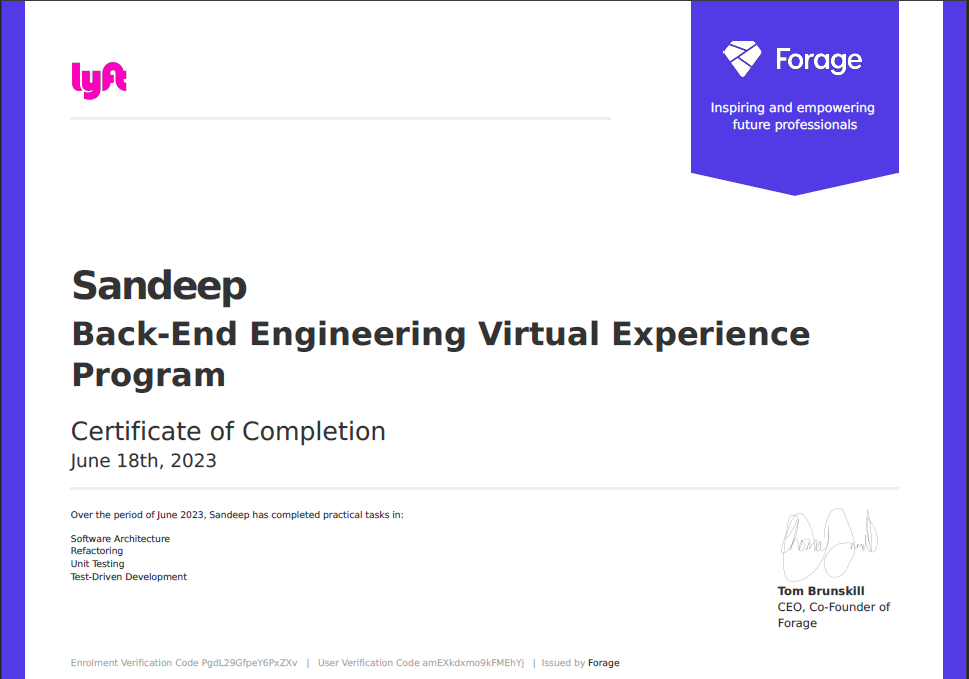 lyft
Forage
Inspiring and empowering
future professionals
Sandeep
Back-End Engineering Virtual Experience
Program
Certificate of Completion
June 18th, 2023
Over the period of June 2023, Sandeep has completed practical tasks in:
Software Architecture
Refactoring
Unit Testing
Test-Driven Development
Tom Brunskill
CEO, Co-Founder of
Forage
Enrolment Verification Code PgdL29GfpeY6PxZXv | User Verification Code amEXkdxmo9kFMEhYj | Issued by Forage